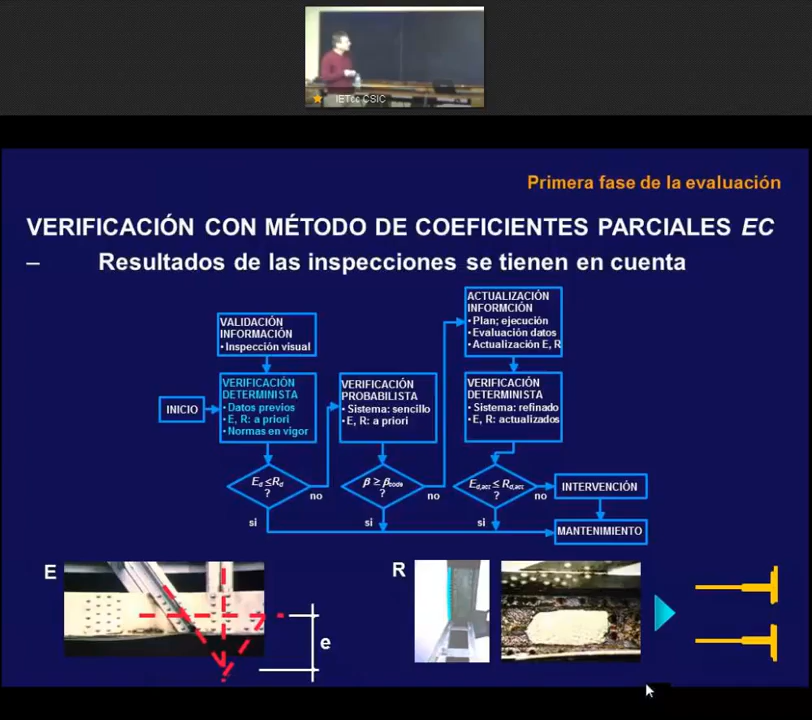 IETcc CSIC
Primera fase de la evaluación
VERIFICACIÓN CON MÉTODO DE COEFICIENTES PARCIALES EC
– Resultados de las inspecciones se tienen en cuenta
VALIDACIÓN
INFORMACIÓN
• Inspección visual
INICIO
VERIFICACIÓN
DETERMINISTA
• Datos previos
• E, R: a priori
• Normas en vigor
Ed ≤Rd
?
no
si
VERIFICACIÓN
PROBABILISTA
• Sistema: sencillo
• E, R: a priori
β ≥ βcode
?
no
si
ACTUALIZACIÓN
INFORMCIÓN
• Plan; ejecución
• Evaluación datos
• Actualización E, R
VERIFICACIÓN
DETERMINISTA
• Sistema: refinado
• E, R: actualizados
Ed,act ≤ Rd,act
?
no
si
INTERVENCIÓN
MANTENIMIENTO
E
e
R